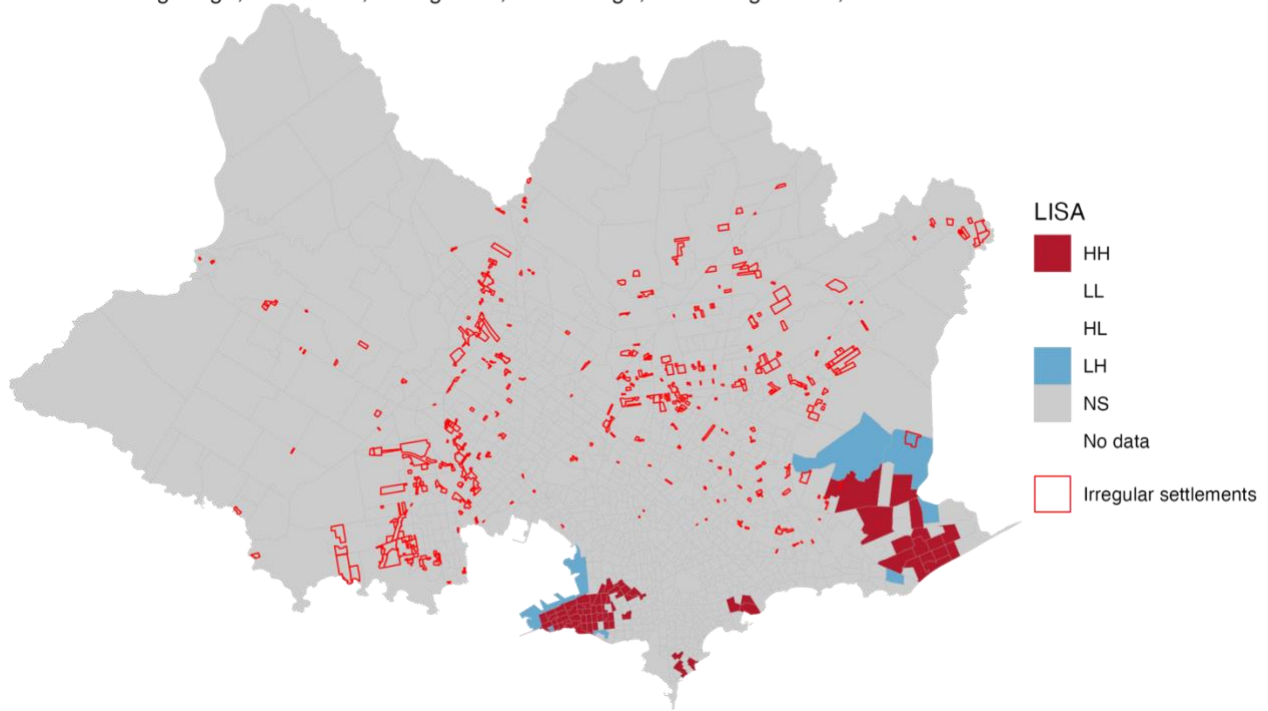 LISA
HH
LL
HL
LH
NS
No data
Irregular settlements